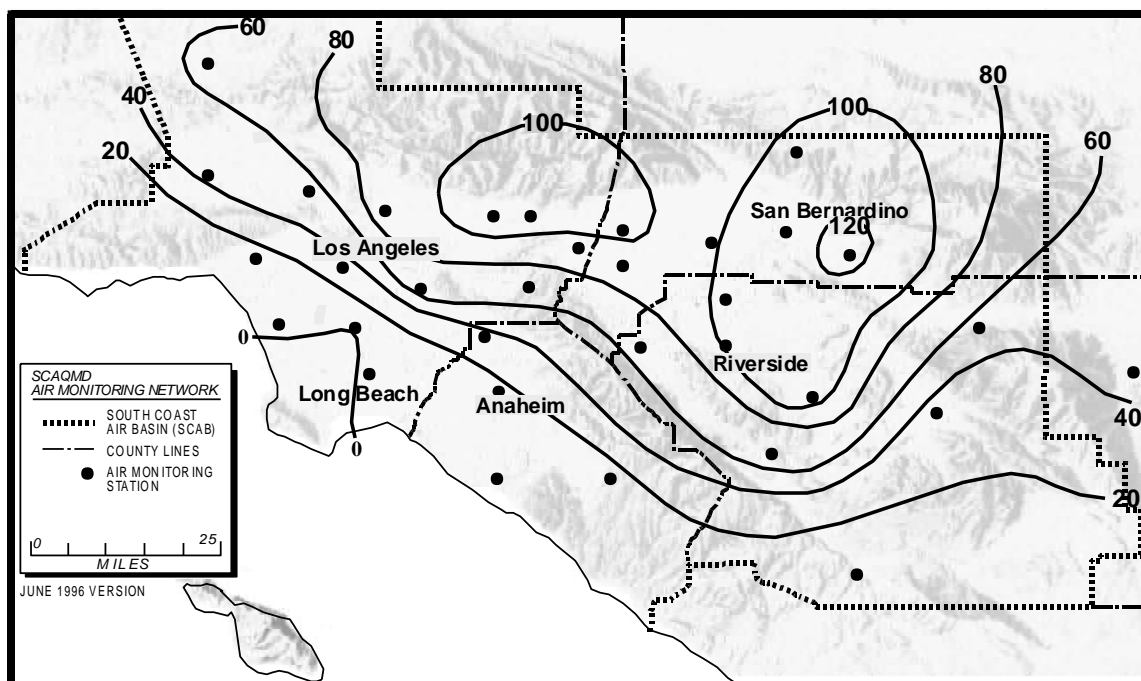 60
80
80
40
100
100
20
60
San Bernardino
120
Los Angeles
0
Riverside
Long Beach
Anaheim
40
0
20
SCAQMD
AIR MONITORING NETWORK
SOUTH COAST
AIR BASIN (SCAB)
COUNTY LINES
AIR MONITORING
STATION
0 25
MILES
JUNE 1996 VERSION